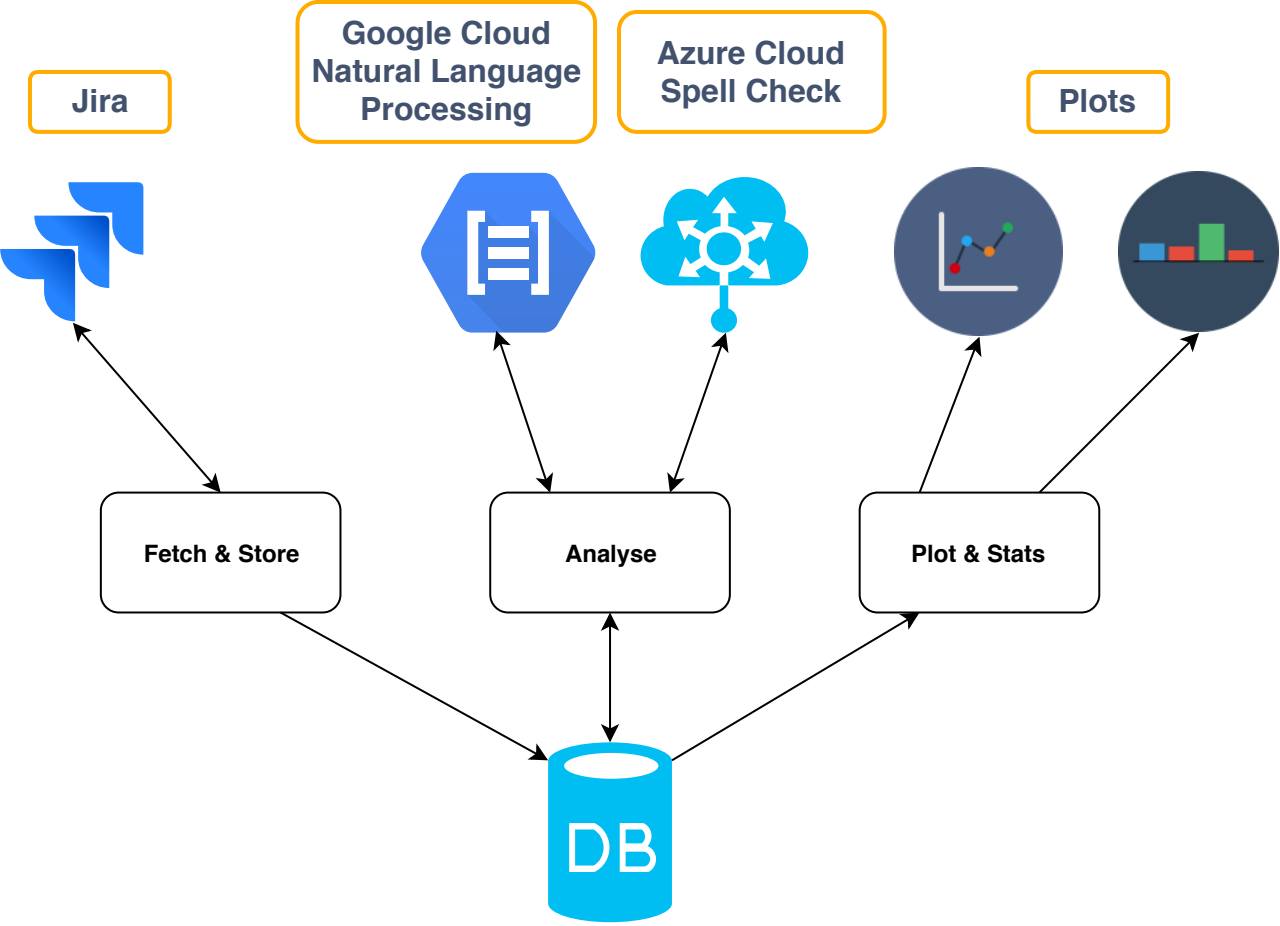 Jira
Google Cloud
Natural Language
Processing
Azure Cloud
Spell Check
Plots
Fetch & Store
Analyse
Plot & Stats
DB